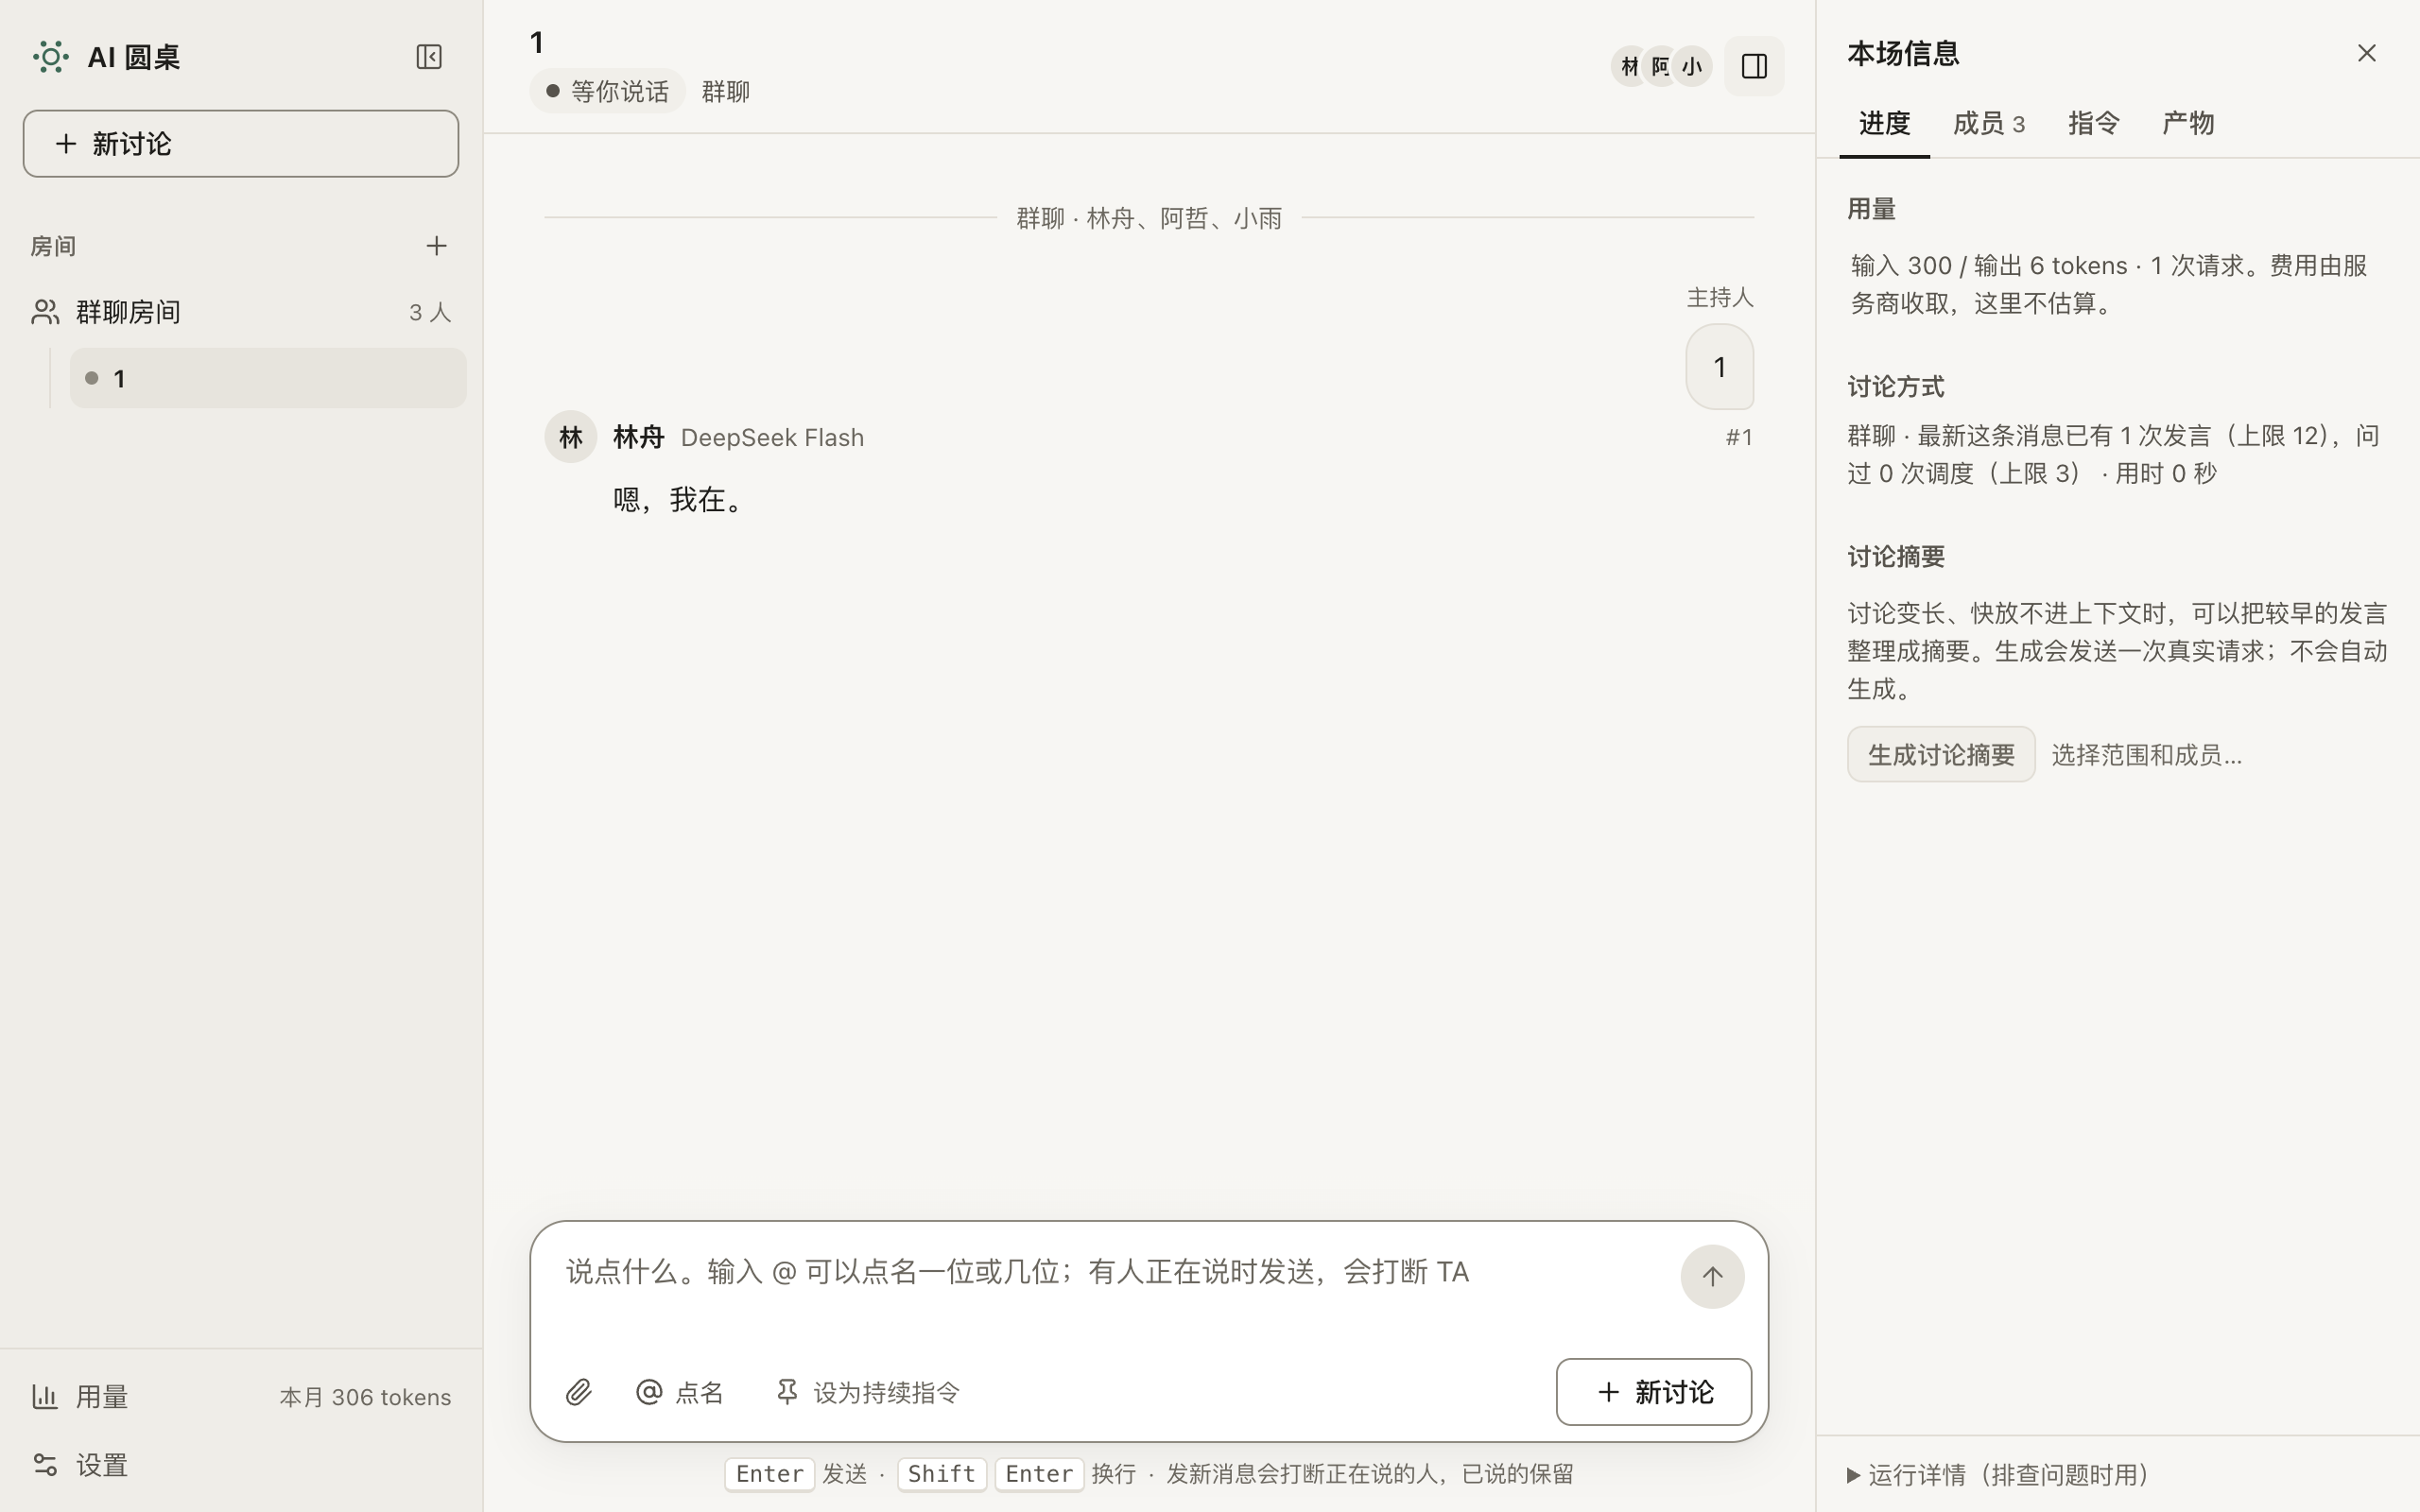 AI 圆桌
新讨论
房间
群聊房间
3 人
1
用量
本月 306 tokens
设置
1
等你说话
群聊
林
阿
小
群聊 · 林舟、阿哲、小雨
主持人
1
林
林舟 DeepSeek Flash
#1
嗯，我在。
说点什么。输入 @ 可以点名一位或几位；有人正在说时发送，会打断 TA
点名
设为持续指令
新讨论
Enter 发送 · Shift Enter 换行 · 发新消息会打断正在说的人，已说的保留
本场信息
进度 成员 3 指令 产物
用量
输入 300 / 输出 6 tokens · 1 次请求。费用由服
务商收取，这里不估算。
讨论方式
群聊 · 最新这条消息已有 1 次发言（上限 12），问
过 0 次调度（上限 3） · 用时 0 秒
讨论摘要
讨论变长、快放不进上下文时，可以把较早的发言
整理成摘要。生成会发送一次真实请求；不会自动
生成。
生成讨论摘要 选择范围和成员...
运行详情（排查问题时用）